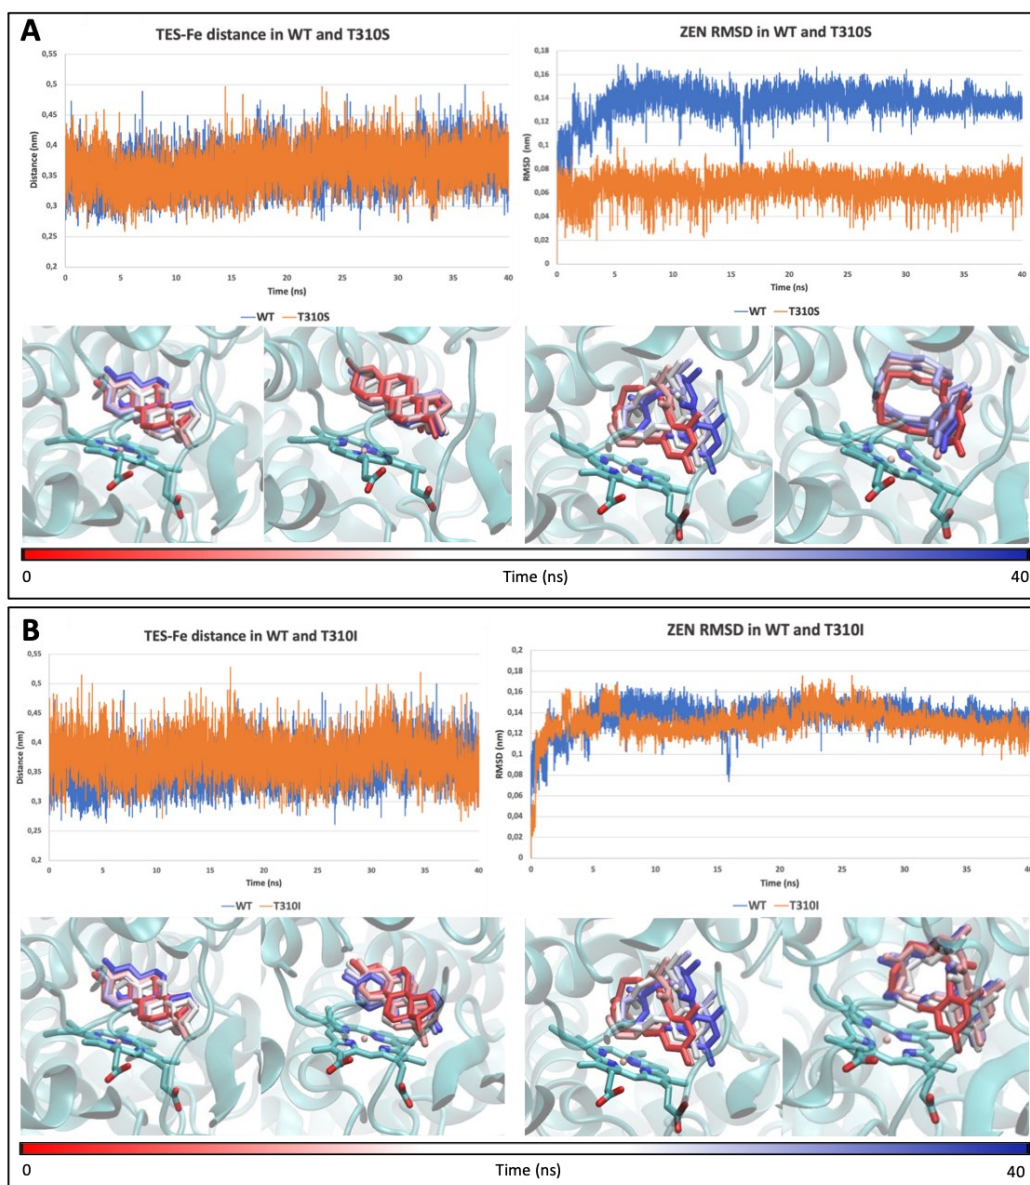 A
TES-Fe distance in WT and T310S
0,55
0,5
0,45
0,4
0,35
0,3
0,25
0,2
Distance (nm)
0 5 10 15 20 25 30 35 40
Time (ns)
WT T310S
ZEN RMSD in WT and T310S
0,18
0,16
0,14
0,12
0,1
0,08
0,06
0,04
0,02
0
RMSD (nm)
0 5 10 15 20 25 30 35 40
Time (ns)
WT T310S
0 Time (ns) 40
B
TES-Fe distance in WT and T310I
0,55
0,5
0,45
0,4
0,35
0,3
0,25
0,2
Distance (nm)
0 5 10 15 20 25 30 35 40
Time (ns)
WT T310I
ZEN RMSD in WT and T310I
0,2
0,18
0,16
0,14
0,12
0,1
0,08
0,06
0,04
0,02
0
RMSD (nm)
0 5 10 15 20 25 30 35 40
Time (ns)
WT T310I
0 Time (ns) 40